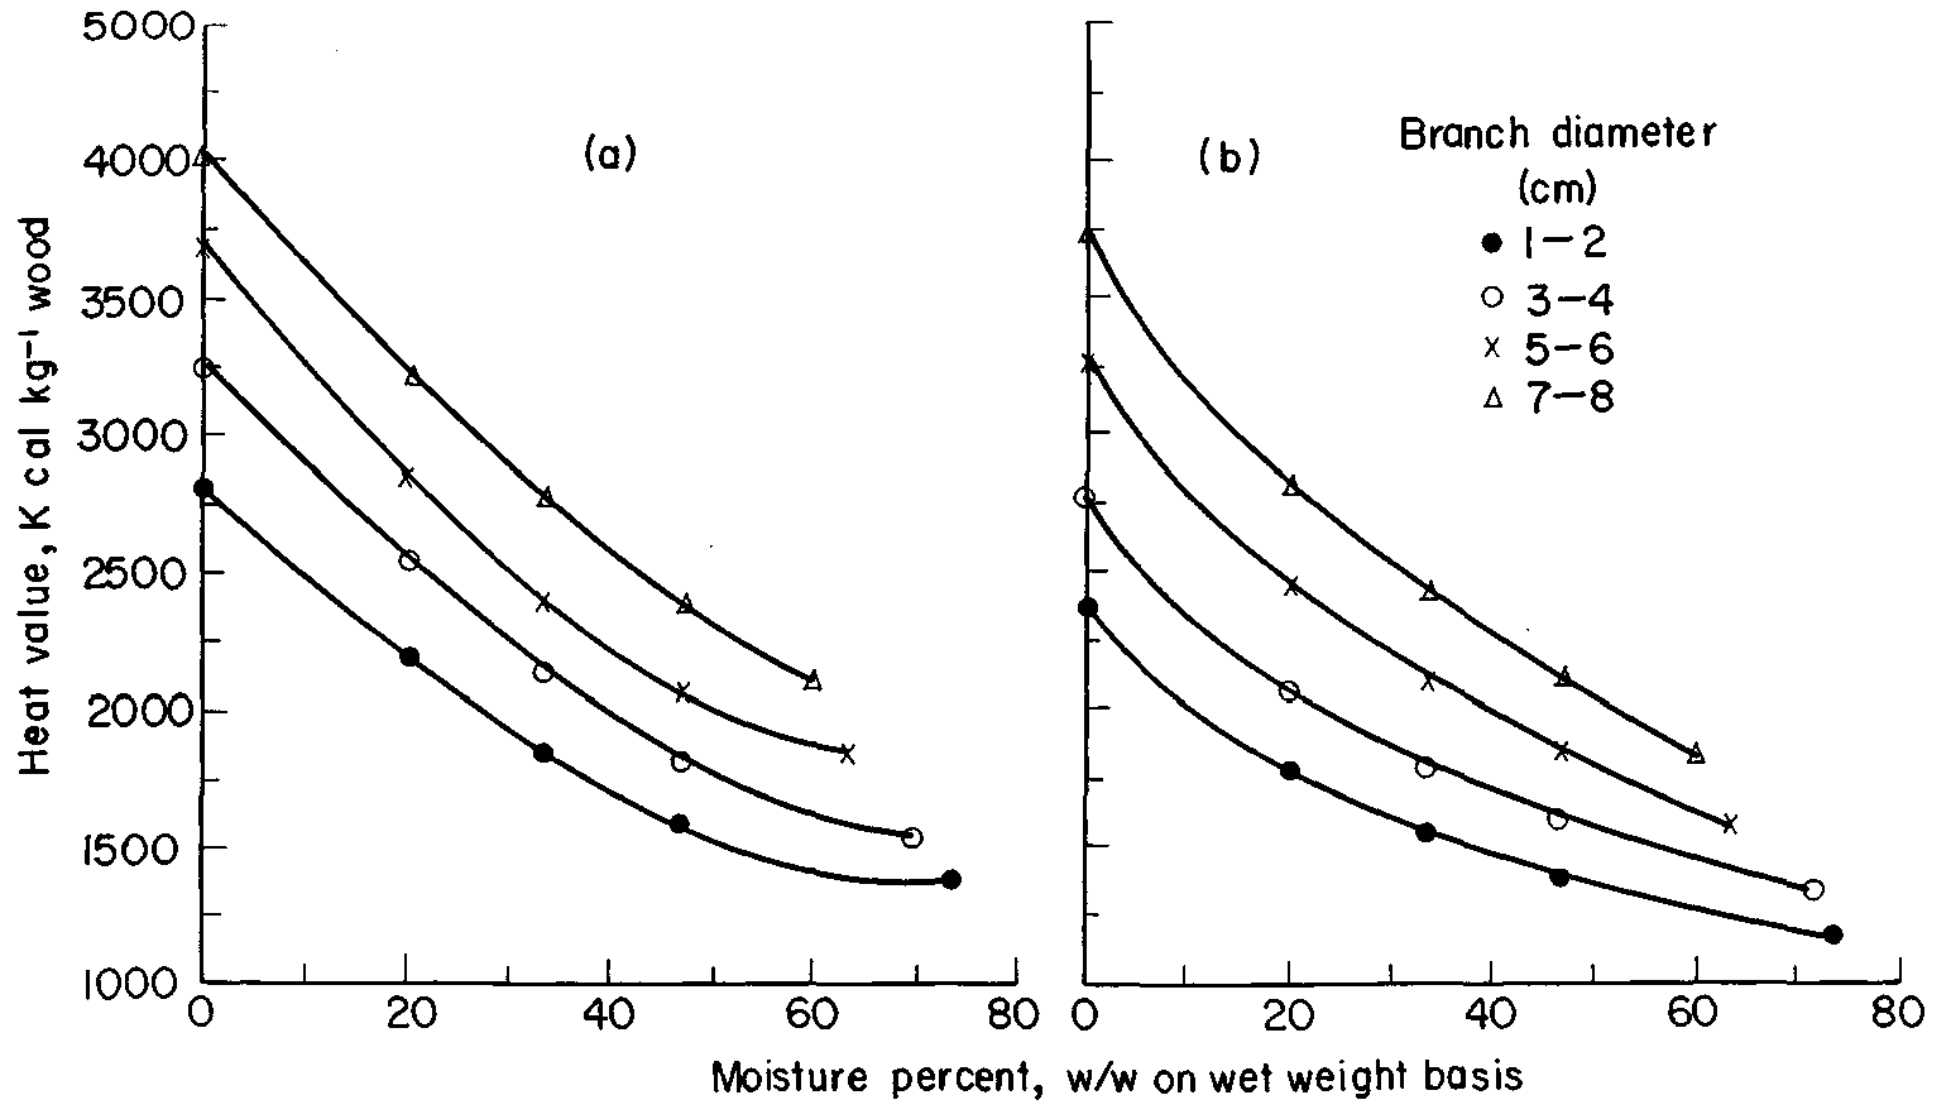 5000
4000
3500
3000
2500
2000
1500
1000
Heat value, K cal kg⁻¹ wood
(a)
(b)
Branch diameter
(cm)
1–2
3–4
5–6
7–8
0 20 40 60 80
0 20 40 60 80
Moisture percent, w/w on wet weight basis